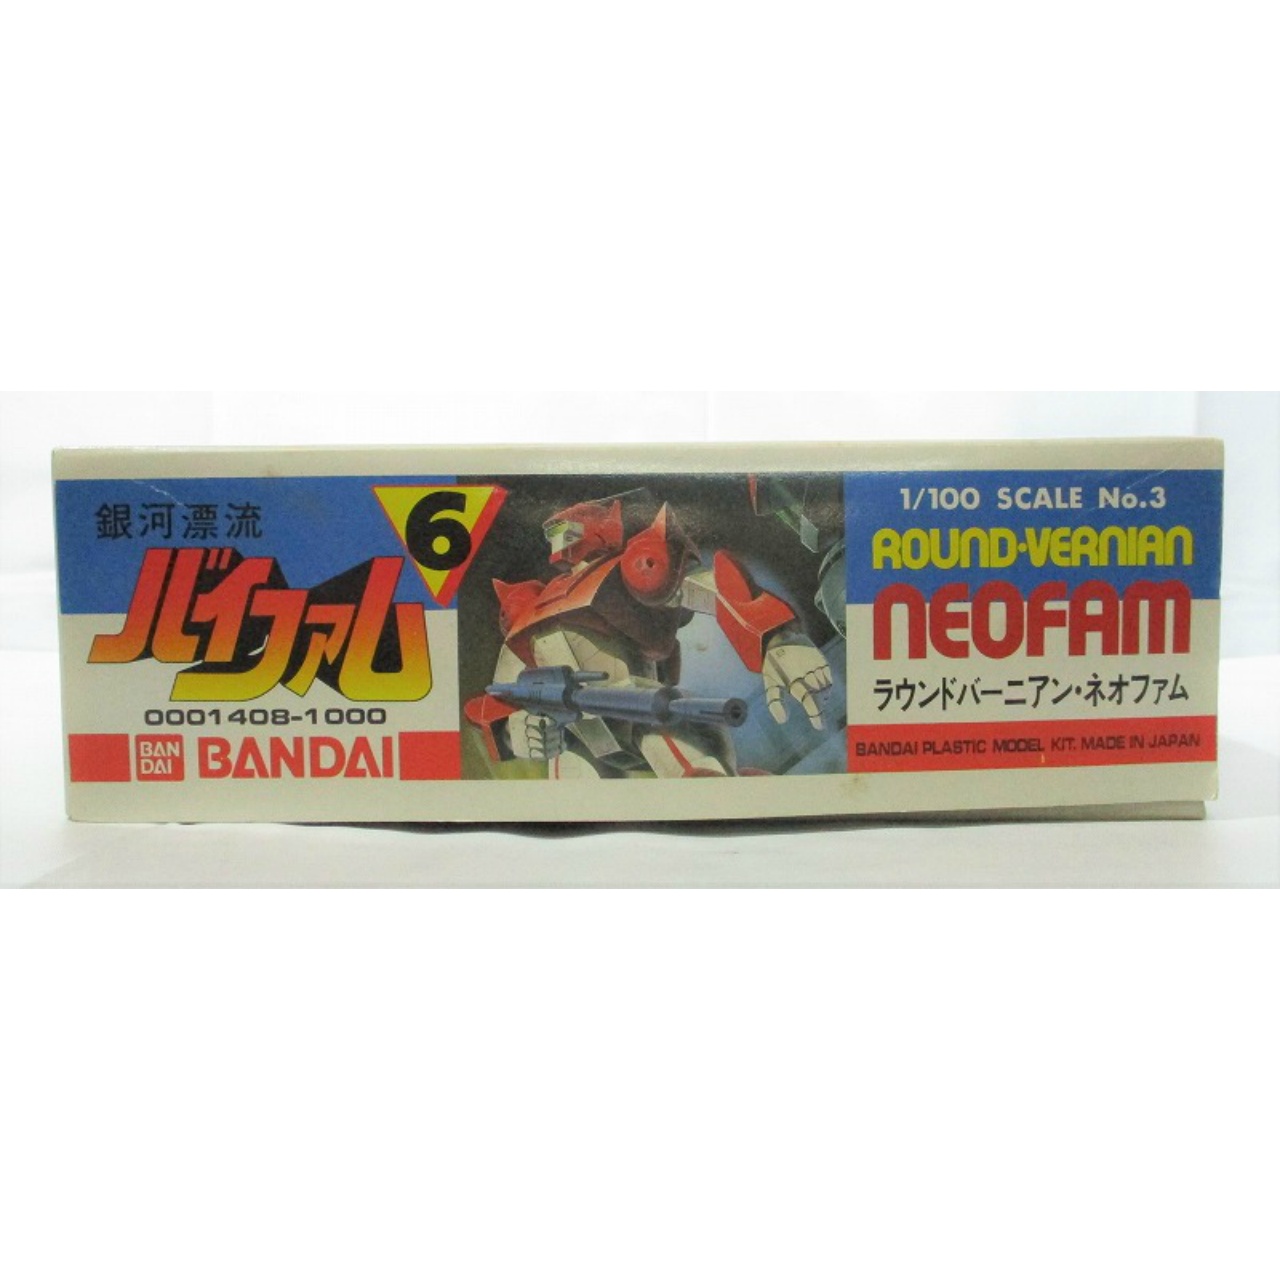 銀河漂流
バイファム
6
0001408-1000
BAN
DAI
BANDAI
1/100 SCALE No.3
ROUND·VERNIAN
NEOFAM
ラウンドバーニアン・ネオファム
BANDAI PLASTIC MODEL KIT. MADE IN JAPAN